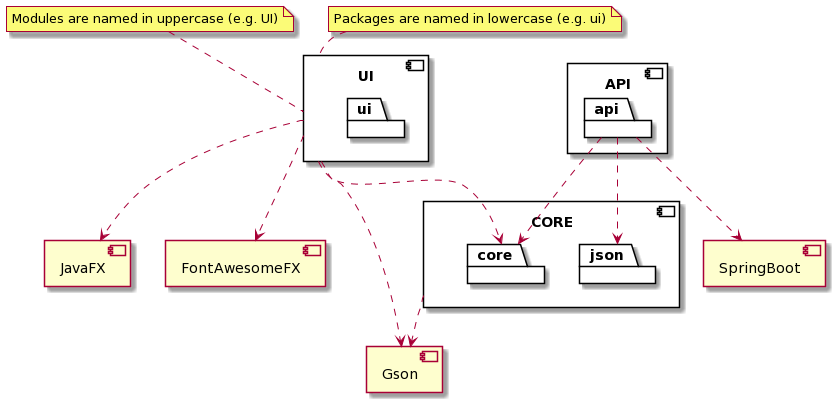 Modules are named in uppercase (e.g. UI)
Packages are named in lowercase (e.g. ui)
UI
ui
API
api
CORE
core
json
JavaFX
FontAwesomeFX
SpringBoot
Gson